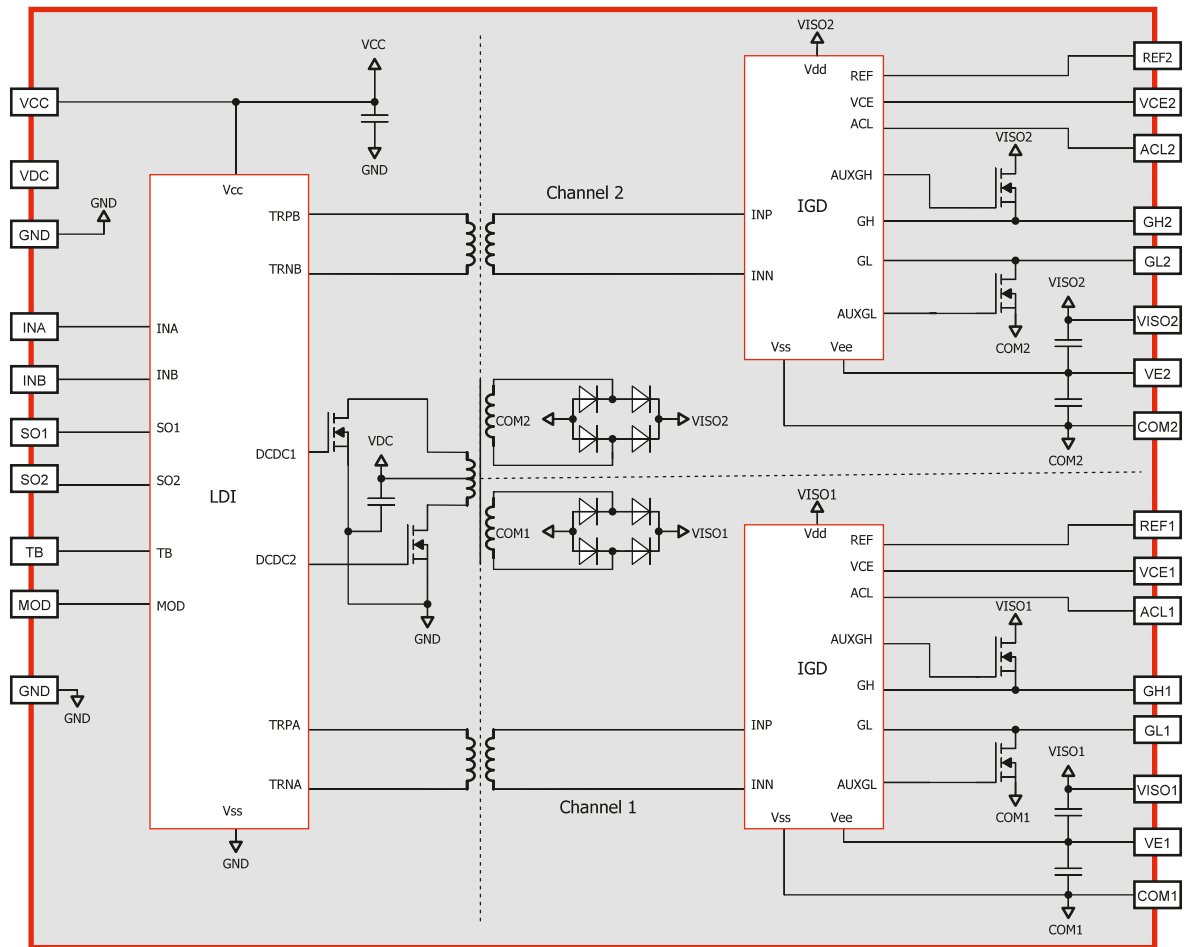 VISO2
VCC
REF2
Vdd
REF
VCC
VCE
VCE2
ACL
VISO2
ACL2
GND
VDC
Vcc
AUXGH
GND
Channel 2
TRPB
INP
IGD
GH
GH2
GND
TRNB
INN
GL
GL2
VISO2
INA
INA
AUXGL
VISO2
Vss
Vee
COM2
INB
INB
VE2
SO1
SO1
COM2
VISO2
COM2
VDC
DCDC1
COM2
SO2
SO2
LDI
VISO1
Vdd
REF
REF1
COM1
VISO1
TB
TB
DCDC2
VCE
VCE1
ACL
VISO1
ACL1
MOD
MOD
GND
AUXGH
IGD
GH
GH1
GND
GND
TRPA
INP
GL
GL1
VISO1
TRNA
INN
AUXGL
VISO1
Channel 1
Vss
Vss
Vee
COM1
VE1
GND
COM1
COM1